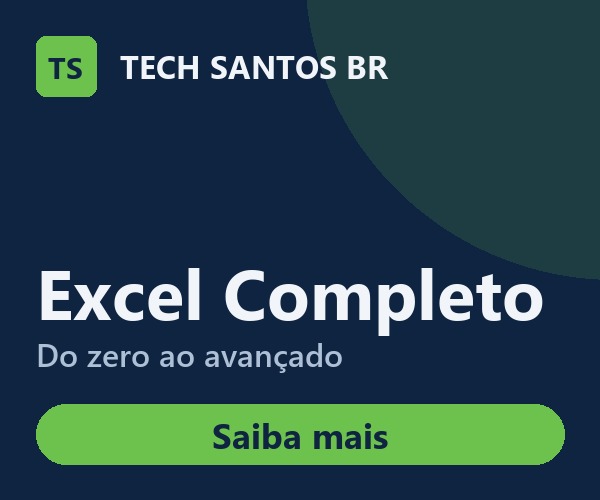 TS
TECH SANTOS BR
Excel Completo
Do zero ao avançado
Saiba mais